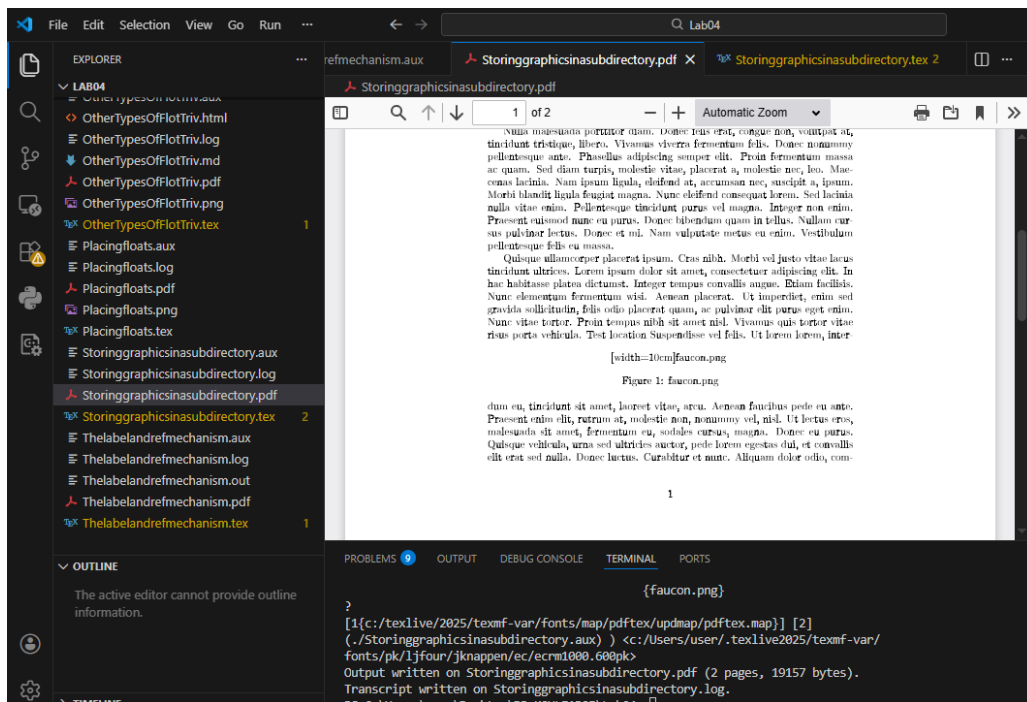 File Edit Selection View Go Run ··· Lab04
EXPLORER ···
LAB04
OtherTypesOfFlotTriv.aux
OtherTypesOfFlotTriv.html
OtherTypesOfFlotTriv.log
OtherTypesOfFlotTriv.md
OtherTypesOfFlotTriv.pdf
OtherTypesOfFlotTriv.png
OtherTypesOfFlotTriv.tex 1
Placingfloats.aux
Placingfloats.log
Placingfloats.pdf
Placingfloats.png
Placingfloats.tex
Storinggraphicsinasubdirectory.aux
Storinggraphicsinasubdirectory.log
Storinggraphicsinasubdirectory.pdf
Storinggraphicsinasubdirectory.tex 2
Thelabelandrefmechanism.aux
Thelabelandrefmechanism.log
Thelabelandrefmechanism.out
Thelabelandrefmechanism.pdf
Thelabelandrefmechanism.tex 1
OUTLINE
The active editor cannot provide outline
information.
TIMELINE
refmechanism.aux Storinggraphicsinasubdirectory.pdf Storinggraphicsinasubdirectory.tex 2 ···
Storinggraphicsinasubdirectory.pdf
1 of 2 Automatic Zoom
Nulla malesuada porttitor diam. Donec felis erat, congue non, volutpat at,
tincidunt tristique, libero. Vivamus viverra fermentum felis. Donec nonummy
pellentesque ante. Phasellus adipiscing semper elit. Proin fermentum massa
ac quam. Sed diam turpis, molestie vitae, placerat a, molestie nec, leo. Mae-
cenas lacinia. Nam ipsum ligula, eleifend at, accumsan nec, suscipit a, ipsum.
Morbi blandit ligula feugiat magna. Nunc eleifend consequat lorem. Sed lacinia
nulla vitae enim. Pellentesque tincidunt purus vel magna. Integer non enim.
Praesent euismod nunc eu purus. Donec bibendum quam in tellus. Nullam cur-
sus pulvinar lectus. Donec et mi. Nam vulputate metus eu enim. Vestibulum
pellentesque felis eu massa.
Quisque ullamcorper placerat ipsum. Cras nibh. Morbi vel justo vitae lacus
tincidunt ultrices. Lorem ipsum dolor sit amet, consectetuer adipiscing elit. In
hac habitasse platea dictumst. Integer tempus convallis augue. Etiam facilisis.
Nunc elementum fermentum wisi. Aenean placerat. Ut imperdiet, enim sed
gravida sollicitudin, felis odio placerat quam, ac pulvinar elit purus eget enim.
Nunc vitae tortor. Proin tempus nibh sit amet nisl. Vivamus quis tortor vitae
risus porta vehicula. Test location Suspendisse vel felis. Ut lorem lorem, inter-
[width=10cm]faucon.png
Figure 1: faucon.png
dum eu, tincidunt sit amet, laoreet vitae, arcu. Aenean faucibus pede eu ante.
Praesent enim elit, rutrum at, molestie non, nonummy vel, nisl. Ut lectus eros,
malesuada sit amet, fermentum eu, sodales cursus, magna. Donec eu purus.
Quisque vehicula, urna sed ultricies auctor, pede lorem egestas dui, et convallis
elit erat sed nulla. Donec luctus. Curabitur et nunc. Aliquam dolor odio, com-
1
PROBLEMS 9 OUTPUT DEBUG CONSOLE TERMINAL PORTS
{faucon.png}
?
[1{c:/texlive/2025/texmf-var/fonts/map/pdftex/updmap/pdftex.map}] [2]
(./Storinggraphicsinasubdirectory.aux) ) <c:/Users/user/.texlive2025/texmf-var/
fonts/pk/ljfour/jknappen/ec/ecrm1000.600pk>
Output written on Storinggraphicsinasubdirectory.pdf (2 pages, 19157 bytes).
Transcript written on Storinggraphicsinasubdirectory.log.